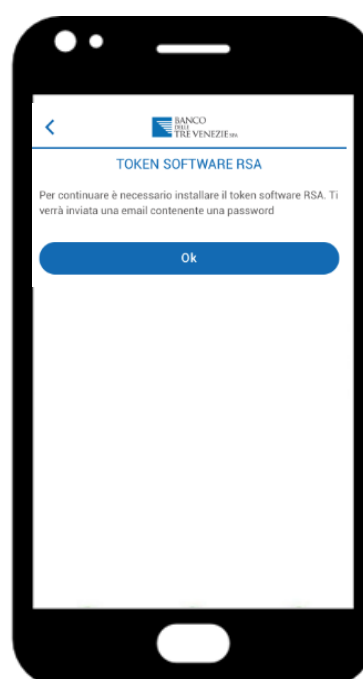 BANCO
DELLE
TRE VENEZIE SPA
TOKEN SOFTWARE RSA
Per continuare è necessario installare il token software RSA. Ti
verrà inviata una email contenente una password
Ok